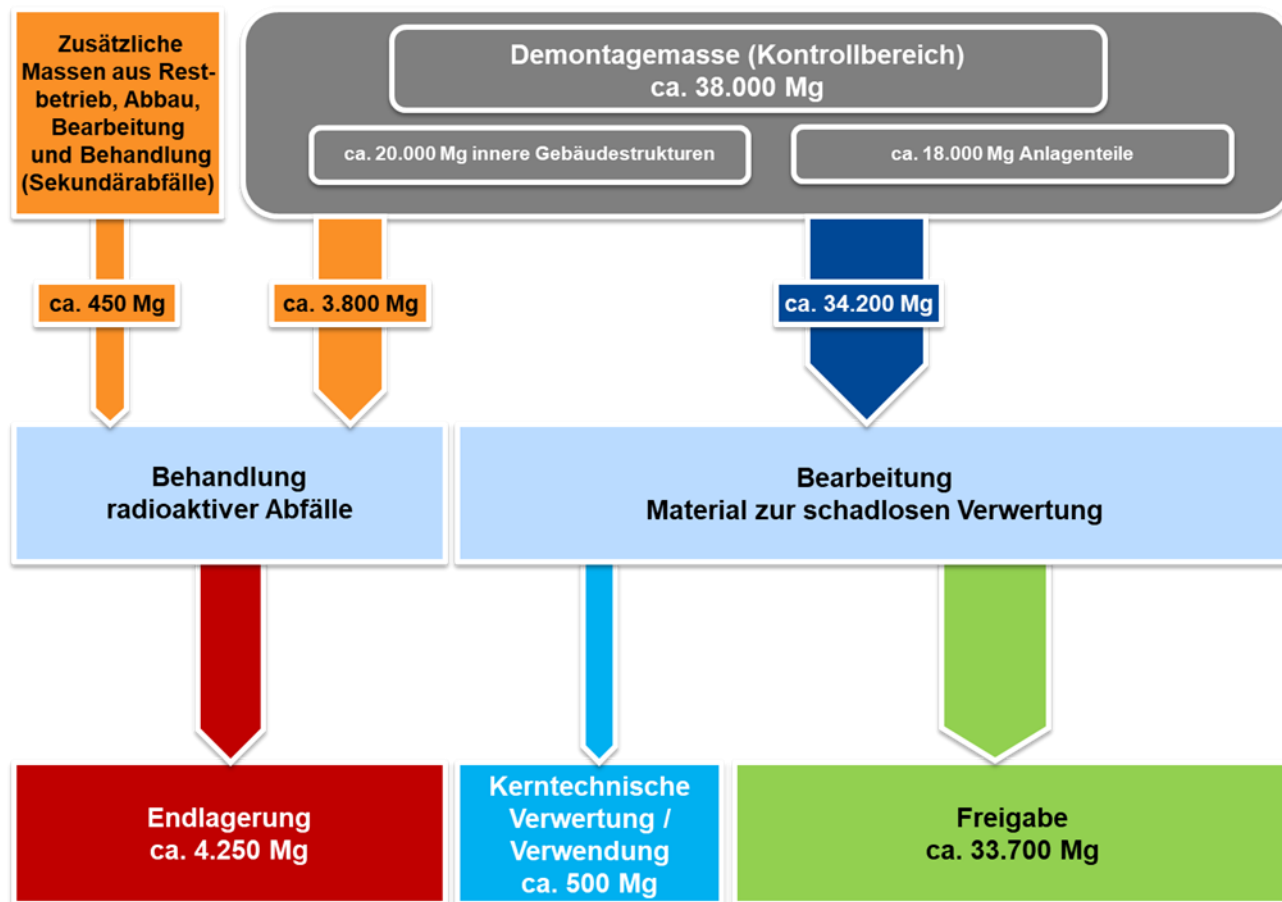 Zusätzliche
Massen aus Rest-
betrieb, Abbau,
Bearbeitung
und Behandlung
(Sekundärabfälle)
Demontagemasse (Kontrollbereich)
ca. 38.000 Mg
ca. 20.000 Mg innere Gebäudestrukturen
ca. 18.000 Mg Anlagenteile
ca. 450 Mg
ca. 3.800 Mg
ca. 34.200 Mg
Behandlung
radioaktiver Abfälle
Bearbeitung
Material zur schadlosen Verwertung
Endlagerung
ca. 4.250 Mg
Kerntechnische
Verwertung /
Verwendung
ca. 500 Mg
Freigabe
ca. 33.700 Mg